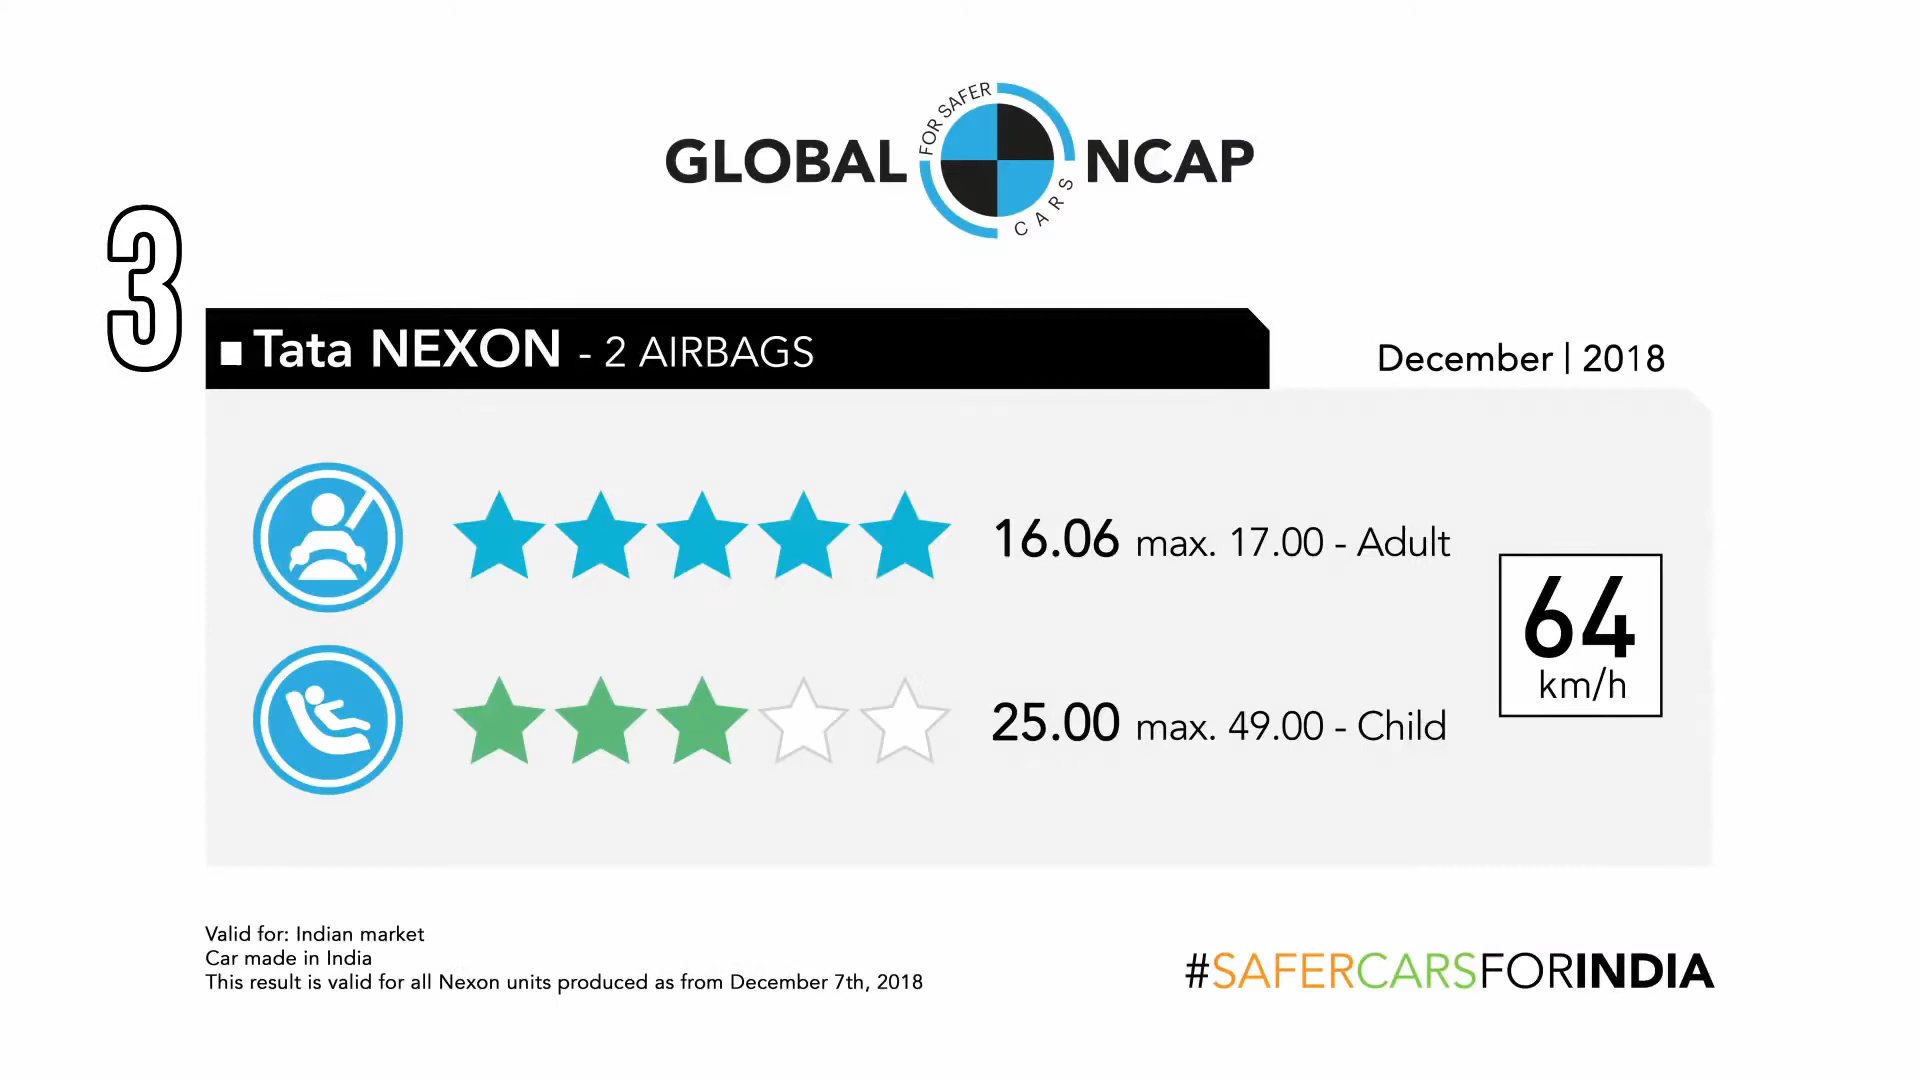 GLOBAL FOR SAFER CARS NCAP
3
Tata NEXON - 2 AIRBAGS
December | 2018
16.06 max. 17.00 - Adult
64
km/h
25.00 max. 49.00 - Child
Valid for: Indian market
Car made in India
This result is valid for all Nexon units produced as from December 7th, 2018
#SAFERCARSFORINDIA